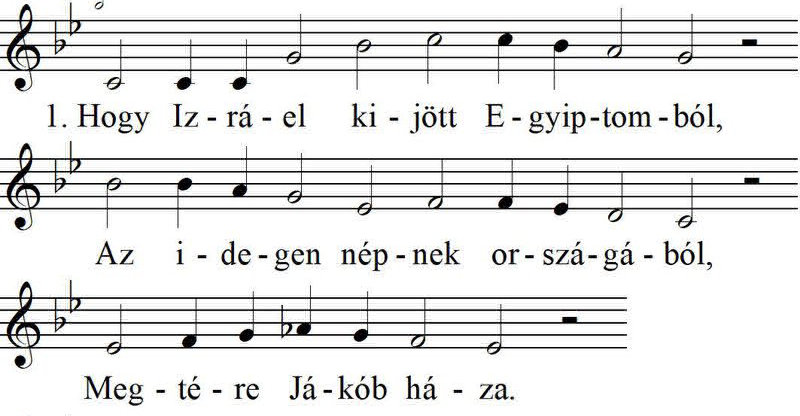 1. Hogy Iz - rá - el ki - jött E - gyip - tom - ból,
Az i - de - gen nép - nek or - szá - gá - ból,
Meg - té - re Já - kób há - za.